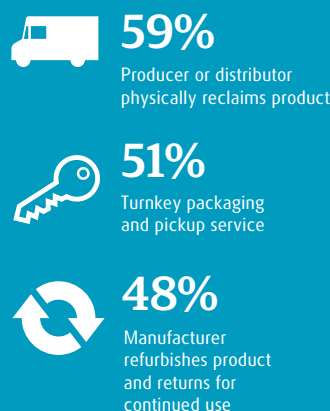 59%
Producer or distributor
physically reclaims product
51%
Turnkey packaging
and pickup service
48%
Manufacturer
refurbishes product
and returns for
continued use